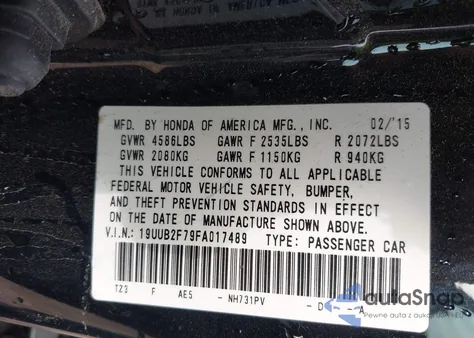 MFD. BY HONDA OF AMERICA MFG., INC. 02/'15
GVWR 4586LBS GAWR F 2535LBS R 2072LBS
GVWR 2080KG GAWR F 1150KG R 940KG
THIS VEHICLE CONFORMS TO ALL APPLICABLE
FEDERAL MOTOR VEHICLE SAFETY, BUMPER,
AND THEFT PREVENTION STANDARDS IN EFFECT
ON THE DATE OF MANUFACTURE SHOWN ABOVE.
V.I.N.: 19UUB2F79FA017489 TYPE: PASSENGER CAR
T23 F AE5 - NH731PV - D - - A
autoSnap
Pewne auta z